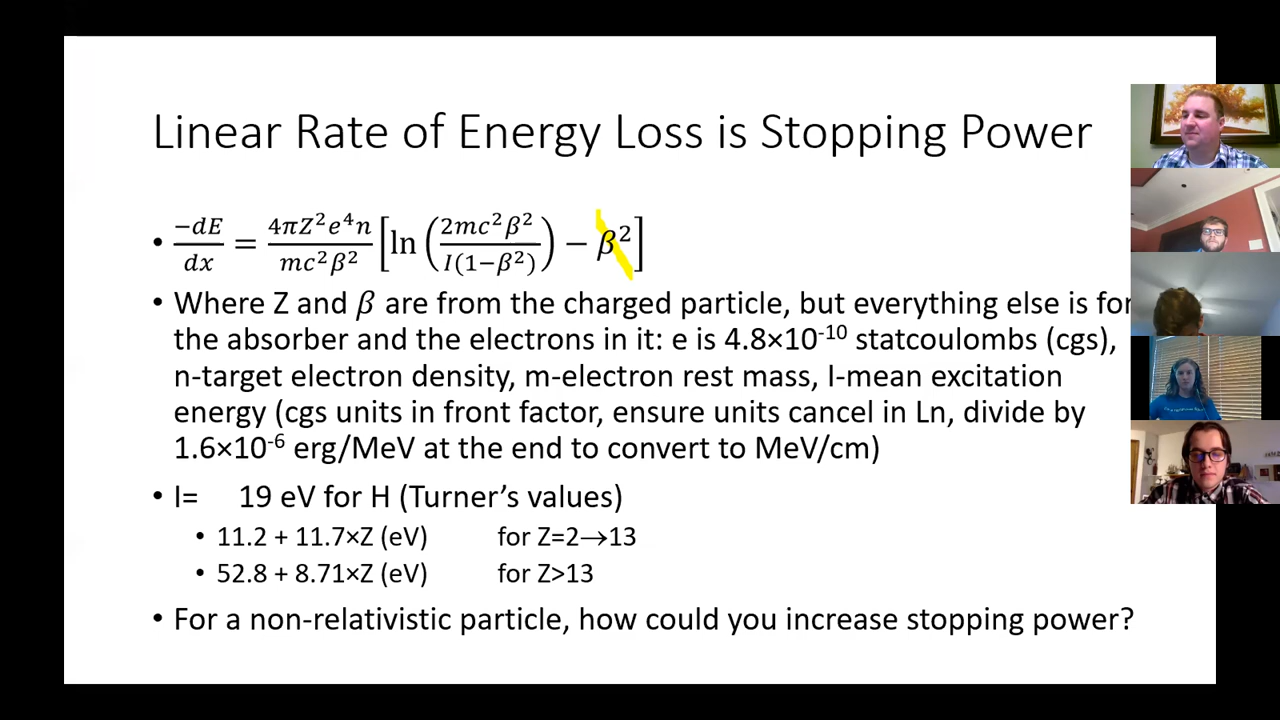 Linear Rate of Energy Loss is Stopping Power
• −dE/dx = 4πZ²e⁴n/mc²β² [ln(2mc²β²/I(1−β²)) − β²]
• Where Z and β are from the charged particle, but everything else is for
the absorber and the electrons in it: e is 4.8×10⁻¹⁰ statcoulombs (cgs),
n-target electron density, m-electron rest mass, I-mean excitation
energy (cgs units in front factor, ensure units cancel in Ln, divide by
1.6×10⁻⁶ erg/MeV at the end to convert to MeV/cm)
• I= 19 eV for H (Turner’s values)
• 11.2 + 11.7×Z (eV) for Z=2→13
• 52.8 + 8.71×Z (eV) for Z>13
• For a non-relativistic particle, how could you increase stopping power?